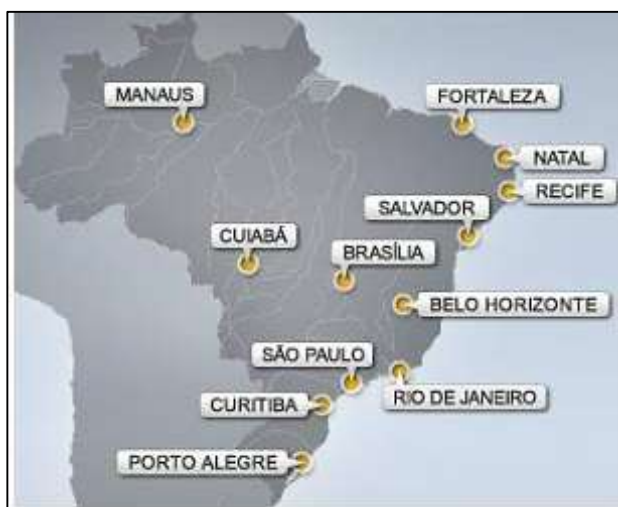 MANAUS
FORTALEZA
NATAL
RECIFE
SALVADOR
CUIABÁ
BRASÍLIA
BELO HORIZONTE
SÃO PAULO
RIO DE JANEIRO
CURITIBA
PORTO ALEGRE